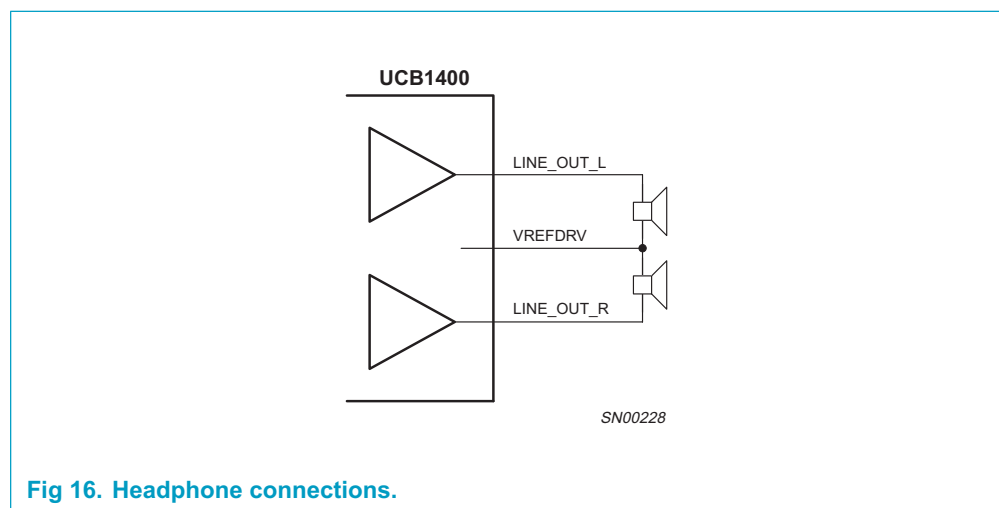 UCB1400
LINE_OUT_L
VREFDRV
LINE_OUT_R
SN00228
Fig 16. Headphone connections.